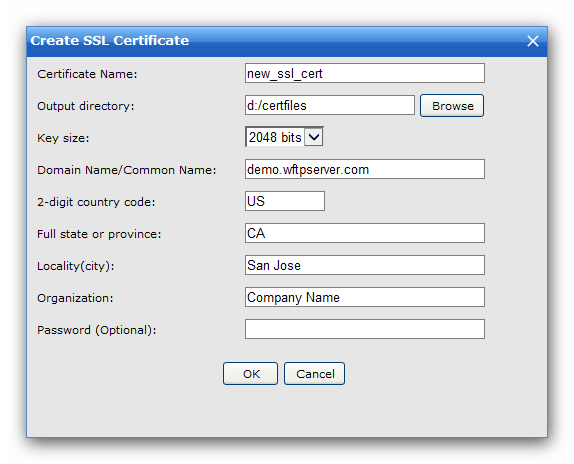 Create SSL Certificate
Certificate Name: new_ssl_cert
Output directory: d:/certfiles Browse
Key size: 2048 bits
Domain Name/Common Name: demo.wftpserver.com
2-digit country code: US
Full state or province: CA
Locality(city): San Jose
Organization: Company Name
Password (Optional):
OK Cancel